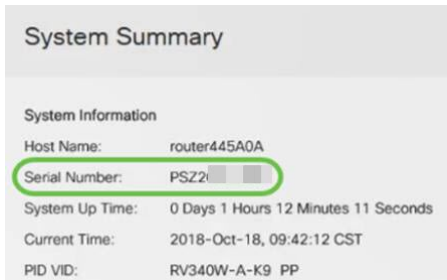 System Summary
System Information
Host Name: router445A0A
Serial Number:
System Up Time: 0 Days 1 Hours 12 Minutes 11 Seconds
Current Time: 2018-Oct-18, 09:42:12 CST
PID VID: RV340W-A-K9 PP